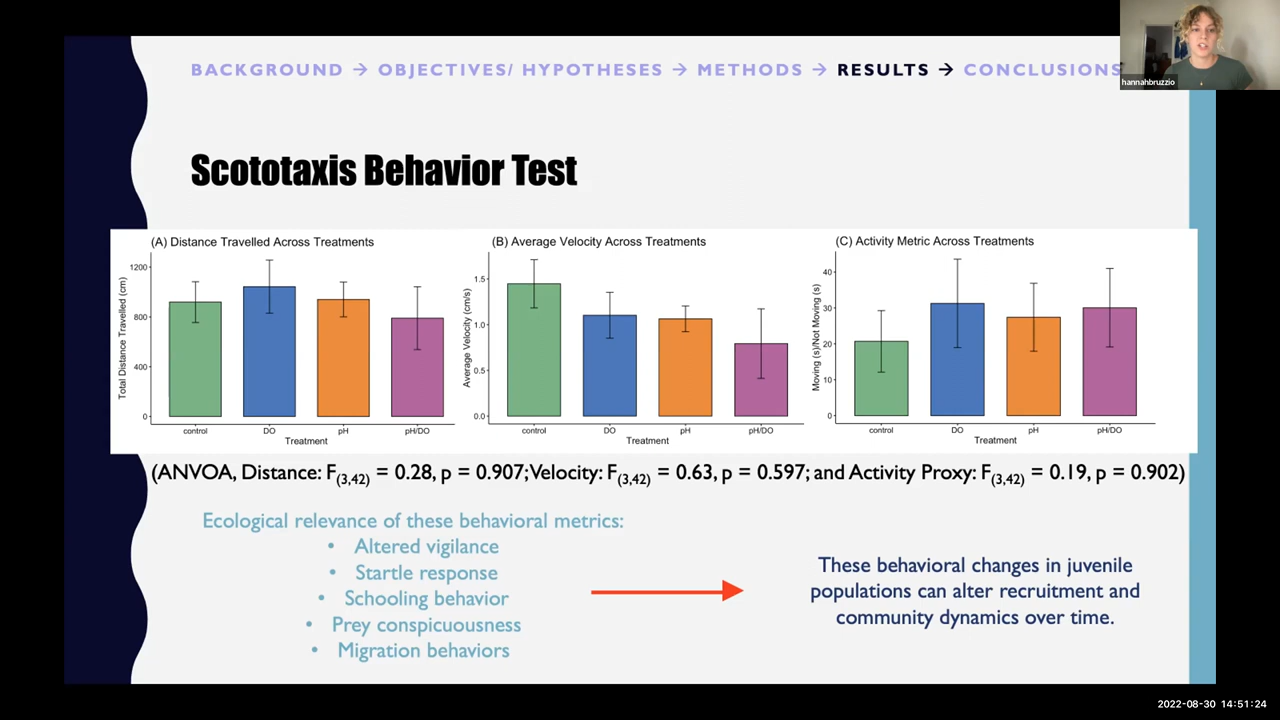 BACKGROUND → OBJECTIVES/ HYPOTHESES → METHODS → RESULTS → CONCLUSIONS
hannahbruzzio
Scototaxis Behavior Test
(A) Distance Travelled Across Treatments
Total Distance Travelled (cm)
1200
800
400
0
control DO pH pH/DO
Treatment
(B) Average Velocity Across Treatments
Average Velocity (cm/s)
1.5
1.0
0.5
0.0
control DO pH pH/DO
Treatment
(C) Activity Metric Across Treatments
Moving (s)/Not Moving (s)
40
30
20
10
0
control DO pH pH/DO
Treatment
(ANVOA, Distance: F(3,42) = 0.28, p = 0.907; Velocity: F(3,42) = 0.63, p = 0.597; and Activity Proxy: F(3,42) = 0.19, p = 0.902)
Ecological relevance of these behavioral metrics:
• Altered vigilance
• Startle response
• Schooling behavior
• Prey conspicuousness
• Migration behaviors
These behavioral changes in juvenile
populations can alter recruitment and
community dynamics over time.
2022-08-30 14:51:24